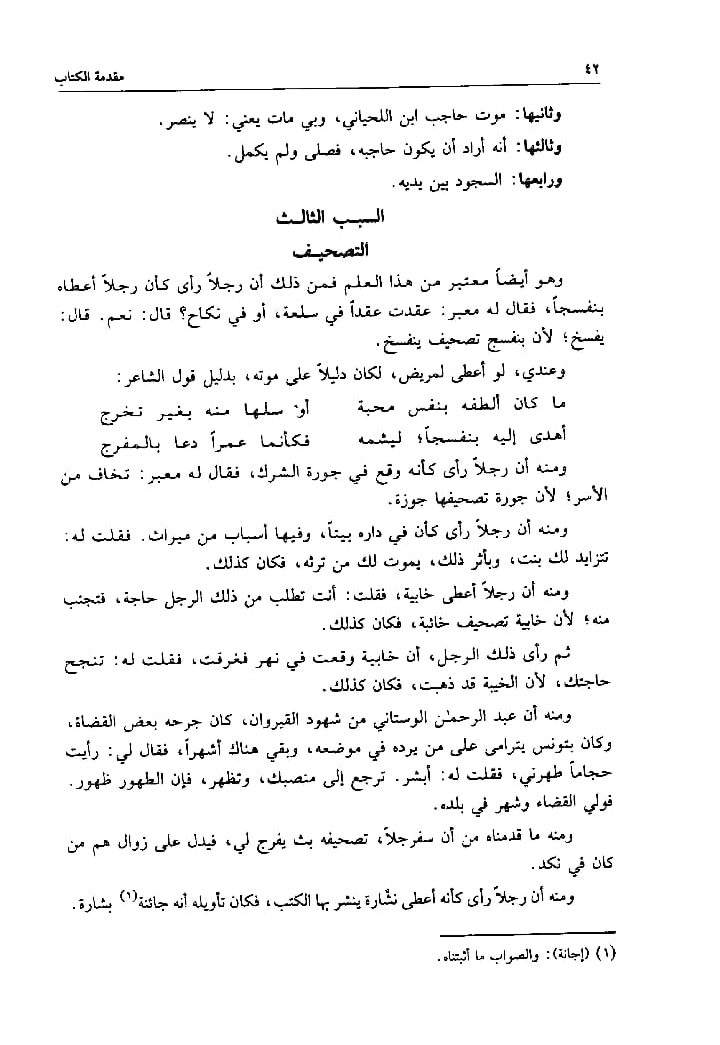 ٤٢
مقدمة الكتاب
وثانيها: موت حاجب ابن اللحياني، وبي مات يعني: لا ينصر.
وثالثها: أنه أراد أن يكون حاجبه، فصلى ولم يكمل.
ورابعها: السجود بين يديه.
السبب الثالث
التصحيف
وهو أيضاً معتبر من هذا العلم فمن ذلك أن رجلاً رأى كأن رجلاً أعطاه
بنفسجاً، فقال له معبر: عقدت عقداً في سلعة، أو في نكاح؟ قال: نعم. قال:
يفسخ؛ لأن بنفسج تصحيف ينفسخ.
وعندي، لو أعطى لمريض، لكان دليلاً على موته، بدليل قول الشاعر:
ما كان ألطفه بنفس محبة أو سلها منه بغير تخرج
أهدى إليه بنفسجاً؛ ليشمه فكأنما عمراً دعا بالمفرج
ومنه أن رجلاً رأى كأنه وقع في جورة الشرك، فقال له معبر: تخاف من
الأسر؛ لأن جورة تصحيفها جوزة.
ومنه أن رجلاً رأى كأن في داره بيتاً، وفيها أسباب من ميراث. فقلت له:
تتزايد لك بنت، وبأثر ذلك، يموت لك من ترثه، فكان كذلك.
ومنه أن رجلاً أعطى خابية، فقلت: أنت تطلب من ذلك الرجل حاجة، فتجنب
منه؛ لأن خابية تصحيف خائبة، فكان كذلك.
ثم رأى ذلك الرجل، أن خابية وقعت في نهر فغرقت، فقلت له: تنجح
حاجتك، لأن الخيبة قد ذهبت، فكان كذلك.
ومنه أن عبد الرحمٰن الوستاني من شهود القيروان، كان جرحه بعض القضاة،
وكان بتونس يترامى على من يرده في موضعه، وبقي هناك أشهراً، فقال لي: رأيت
حجاماً طهرني، فقلت له: أبشر. ترجع إلى منصبك، وتظهر، فإن الطهور ظهور.
فولي القضاء وشهر في بلده.
ومنه ما قدمناه من أن سفرجلاً، تصحيفه بث يفرج لي، فيدل على زوال هم من
كان في نكد.
ومنه أن رجلاً رأى كأنه أعطى نشّارة ينشر بها الكتب، فكان تأويله أنه جائنة(١) بشارة.
(١) (إجانة): والصواب ما أثبتناه.